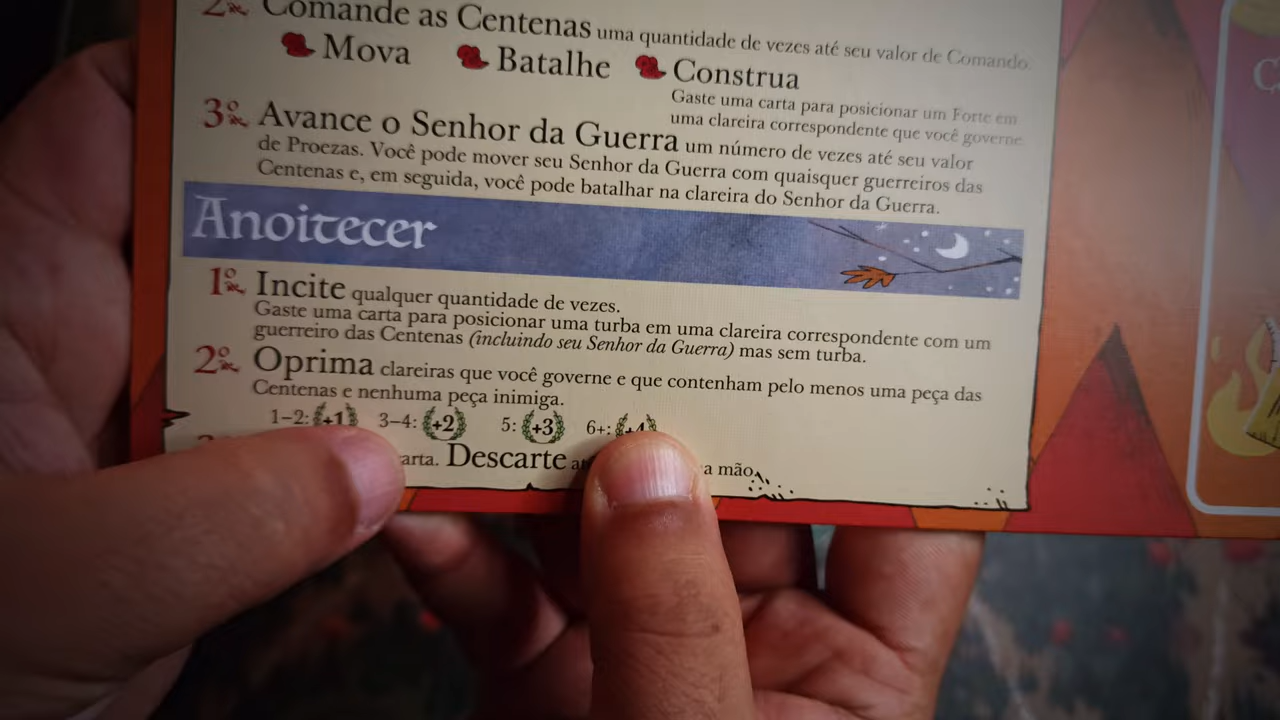 2º Comande as Centenas uma quantidade de vezes até seu valor de Comando.
Mova Batalhe Construa
Gaste uma carta para posicionar um Forte em
uma clareira correspondente que você governe.
3º Avance o Senhor da Guerra um número de vezes até seu valor
de Proezas. Você pode mover seu Senhor da Guerra com quaisquer guerreiros das
Centenas e, em seguida, você pode batalhar na clareira do Senhor da Guerra.
Anoitecer
1º Incite qualquer quantidade de vezes.
Gaste uma carta para posicionar uma turba em uma clareira correspondente com um
guerreiro das Centenas (incluindo seu Senhor da Guerra) mas sem turba.
2º Oprima clareiras que você governe e que contenham pelo menos uma peça das
Centenas e nenhuma peça inimiga.
1–2: +1 3–4: +2 5: +3 6+: +4
arta. Descarte a mão.